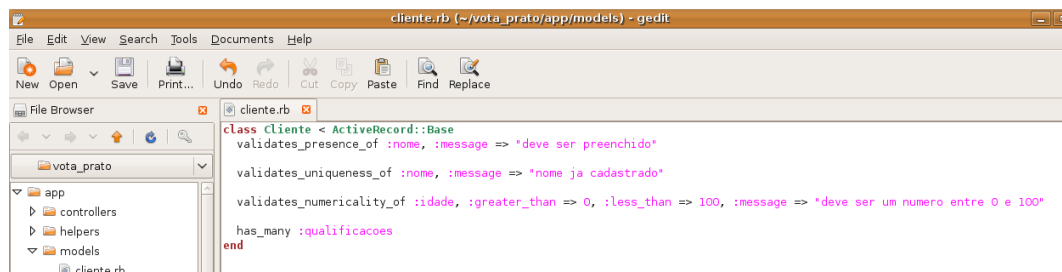 cliente.rb (~/vota_prato/app/models) - gedit
File Edit View Search Tools Documents Help
New Open Save Print... Undo Redo Cut Copy Paste Find Replace
File Browser
cliente.rb
vota_prato
app
controllers
helpers
models
cliente.rb
class Cliente < ActiveRecord::Base
validates_presence_of :nome, :message => "deve ser preenchido"
validates_uniqueness_of :nome, :message => "nome ja cadastrado"
validates_numericality_of :idade, :greater_than => 0, :less_than => 100, :message => "deve ser um numero entre 0 e 100"
has_many :qualificacoes
end